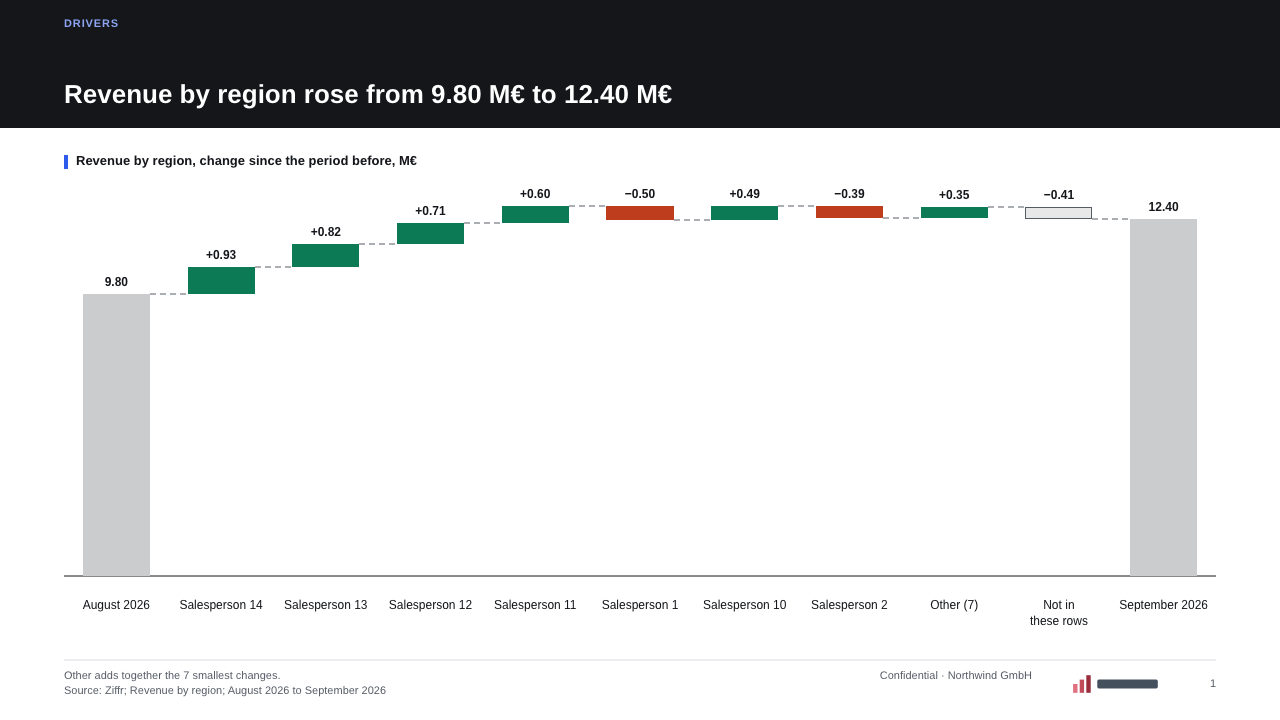 DRIVERS
Revenue by region rose from 9.80 M€ to 12.40 M€
Revenue by region, change since the period before, M€
9.80
+0.93
+0.82
+0.71
+0.60
−0.50
+0.49
−0.39
+0.35
−0.41
12.40
August 2026
Salesperson 14
Salesperson 13
Salesperson 12
Salesperson 11
Salesperson 1
Salesperson 10
Salesperson 2
Other (7)
Not in
these rows
September 2026
Other adds together the 7 smallest changes.
Source: Ziffr; Revenue by region; August 2026 to September 2026
Confidential · Northwind GmbH
1